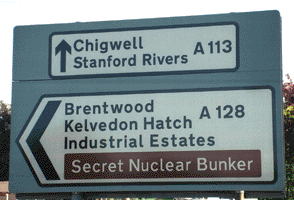 Chigwell
Stanford Rivers A 113
Brentwood A 128
Kelvedon Hatch
Industrial Estates
Secret Nuclear Bunker